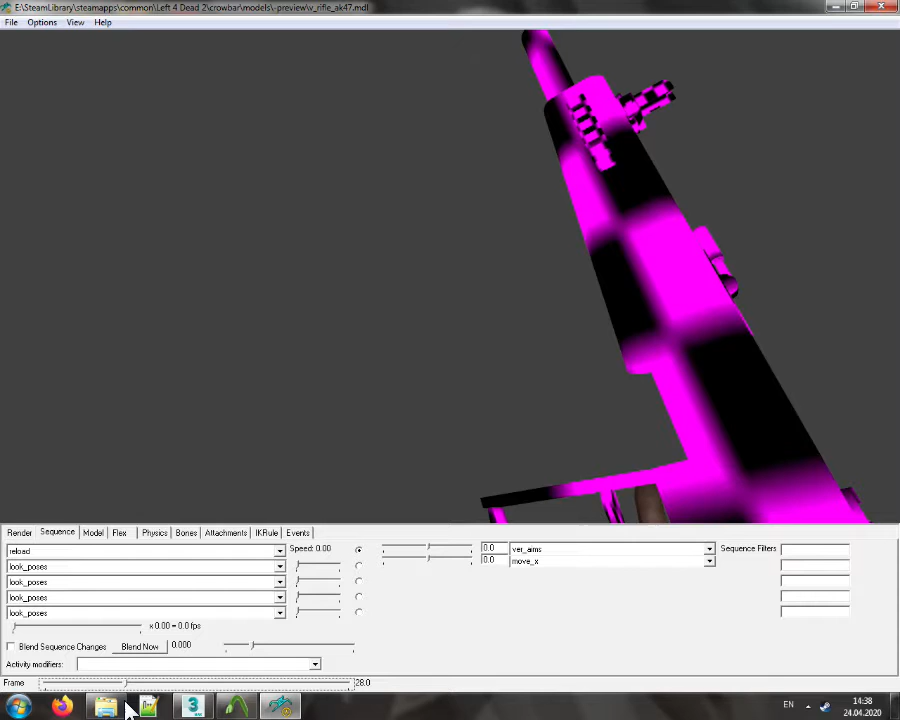 E:\SteamLibrary\steamapps\common\Left 4 Dead 2\crowbar\models\-preview\v_rifle_ak47.mdl
File Options View Help
Render Sequence Model Flex Physics Bones Attachments IKRule Events
reload Speed: 0.00 0.0 ver_aims Sequence Filters
look_poses 0.0 move_x
look_poses
look_poses
look_poses
x 0.00 = 0.0 fps
Blend Sequence Changes Blend Now 0.000
Activity modifiers:
Frame 28.0
EN 14:38
24.04.2020